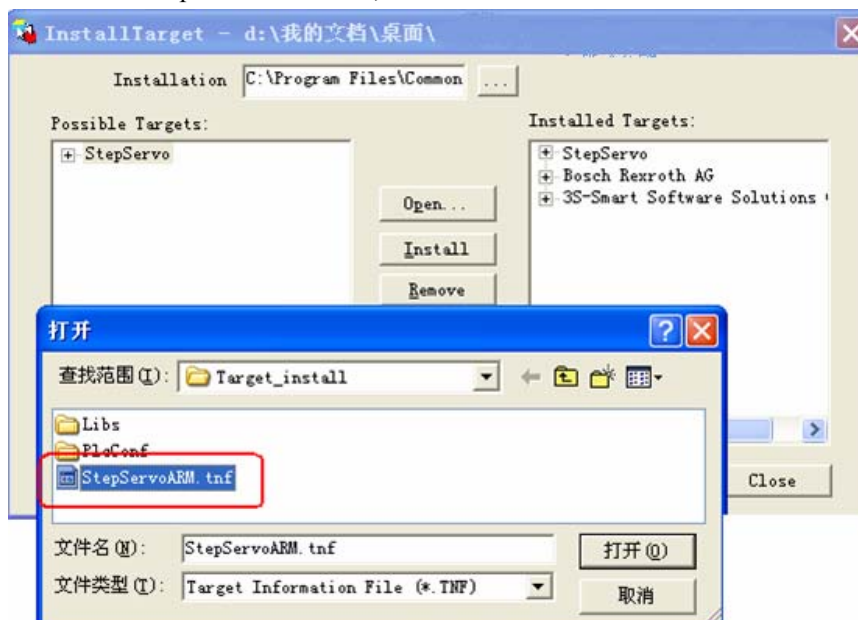 InstallTarget - d:\我的文档\桌面\
Installation C:\Program Files\Common ...
Possible Targets:
Installed Targets:
StepServo
StepServo
Bosch Rexroth AG
3S-Smart Software Solutions
Open...
Install
Remove
Close
打开
查找范围(I): Target_install
Libs
PlcConf
StepServoARM.tnf
文件名(N): StepServoARM.tnf
打开(O)
文件类型(T): Target Information File (*.TNF)
取消